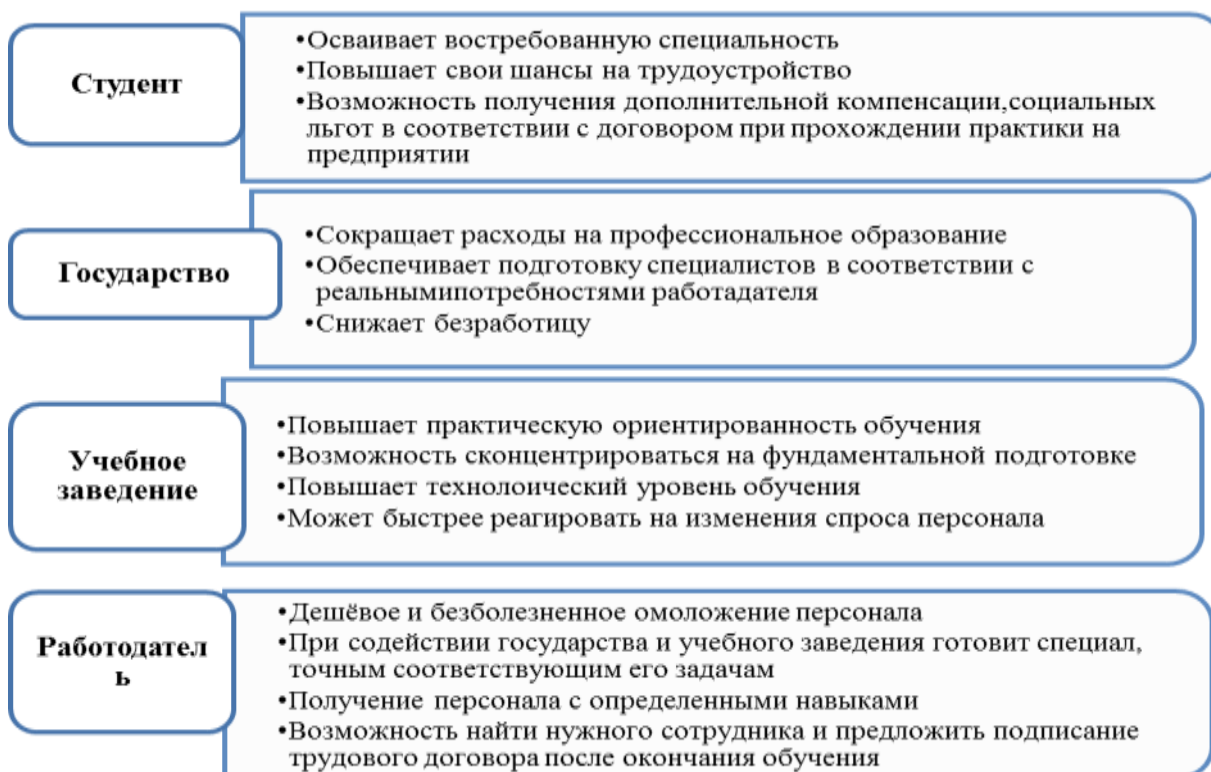 Студент
•Осваивает востребованную специальность
•Повышает свои шансы на трудоустройство
•Возможность получения дополнительной компенсации,социальных
льгот в соответствии с договором при прохождении практики на
предприятии
Государство
•Сокращает расходы на профессиональное образование
•Обеспечивает подготовку специалистов в соответствии с
реальнымипотребностями работадателя
•Снижает безработицу
Учебное
заведение
•Повышает практическую ориентированность обучения
•Возможность сконцентрироваться на фундаментальной подготовке
•Повышает технолоический уровень обучения
•Может быстрее реагировать на изменения спроса персонала
Работодател
ь
•Дешёвое и безболезненное омоложение персонала
•При содействии государства и учебного заведения готовит специал,
точным соответствующим его задачам
•Получение персонала с определенными навыками
•Возможность найти нужного сотрудника и предложить подписание
трудового договора после окончания обучения